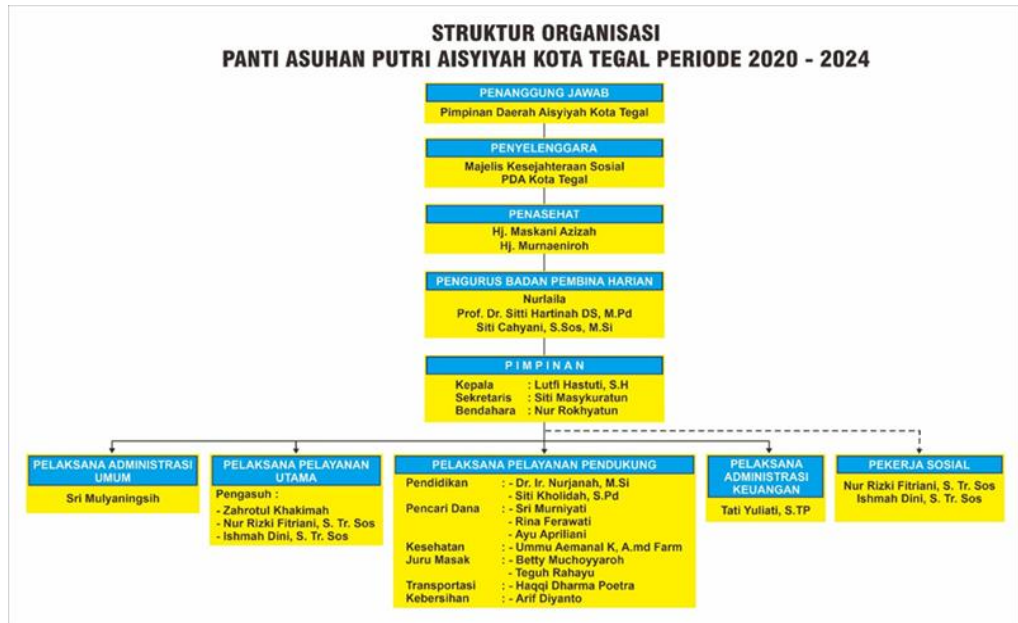 STRUKTUR ORGANISASI
PANTI ASUHAN PUTRI AISYIYAH KOTA TEGAL PERIODE 2020 - 2024
PENANGGUNG JAWAB
Pimpinan Daerah Aisyiyah Kota Tegal
PENYELENGGARA
Majelis Kesejahteraan Sosial
PDA Kota Tegal
PENASEHAT
Hj. Maskani Azizah
Hj. Murnaeniroh
PENGURUS BADAN PEMBINA HARIAN
Nurlaila
Prof. Dr. Sitti Hartinah DS, M.Pd
Siti Cahyani, S.Sos, M.Si
P I M P I N A N
Kepala : Lutfi Hastuti, S.H
Sekretaris : Siti Masykuratun
Bendahara : Nur Rokhyatun
PELAKSANA ADMINISTRASI
UMUM
Sri Mulyaningsih
PELAKSANA PELAYANAN
UTAMA
Pengasuh :
- Zahrotul Khakimah
- Nur Rizki Fitriani, S. Tr. Sos
- Ishmah Dini, S. Tr. Sos
PELAKSANA PELAYANAN PENDUKUNG
Pendidikan : - Dr. Ir. Nurjanah, M.Si
- Siti Kholidah, S.Pd
Pencari Dana : - Sri Murniyati
- Rina Ferawati
- Ayu Apriliani
Kesehatan : - Ummu Aemanal K, A.md Farm
Juru Masak : - Betty Muchoyyaroh
- Teguh Rahayu
Transportasi : - Haqqi Dharma Poetra
Kebersihan : - Arif Diyanto
PELAKSANA
ADMINISTRASI
KEUANGAN
Tati Yuliati, S.TP
PEKERJA SOSIAL
Nur Rizki Fitriani, S. Tr. Sos
Ishmah Dini, S. Tr. Sos